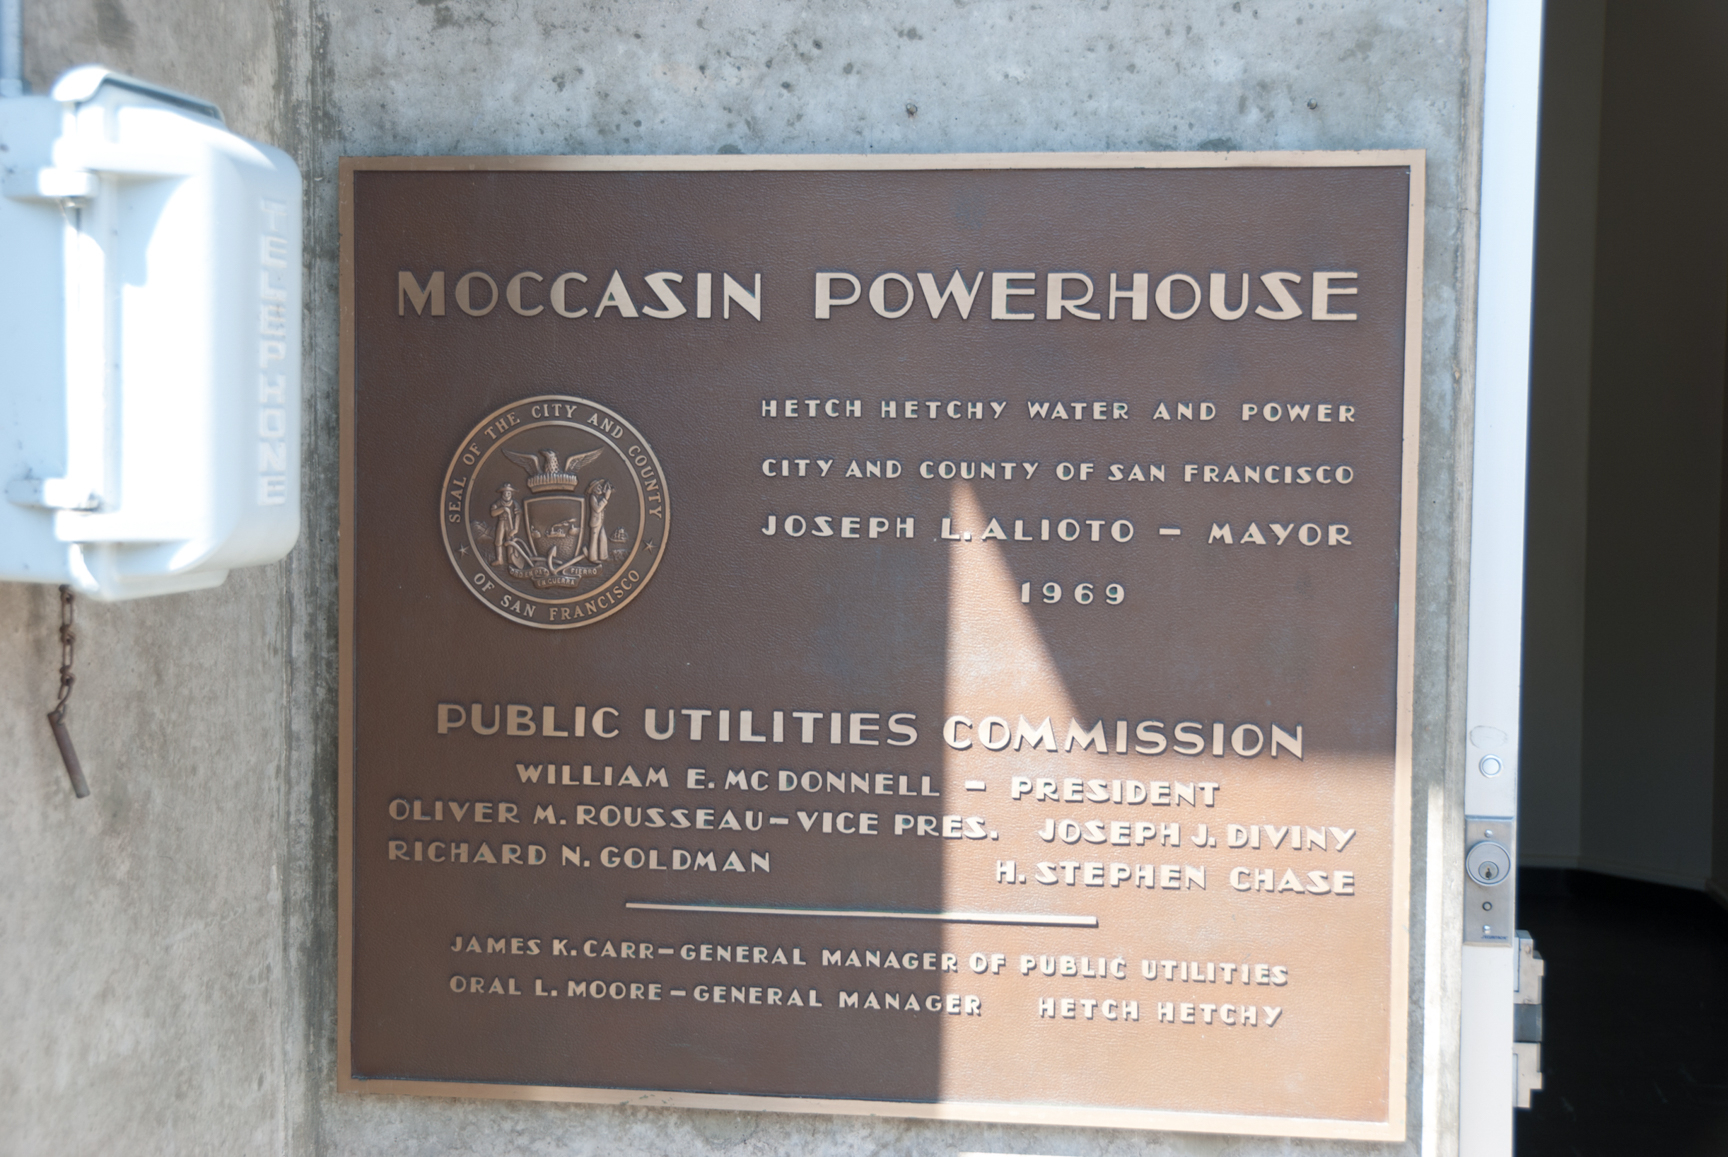 TELEPHONE
MOCCASIN POWERHOUSE
SEAL OF THE CITY AND COUNTY
OF SAN FRANCISCO
HETCH HETCHY WATER AND POWER
CITY AND COUNTY OF SAN FRANCISCO
JOSEPH L. ALIOTO – MAYOR
1969
PUBLIC UTILITIES COMMISSION
WILLIAM E. MC DONNELL – PRESIDENT
OLIVER M. ROUSSEAU – VICE PRES. JOSEPH J. DIVINY
RICHARD N. GOLDMAN H. STEPHEN CHASE
JAMES K. CARR – GENERAL MANAGER OF PUBLIC UTILITIES
ORAL L. MOORE – GENERAL MANAGER HETCH HETCHY